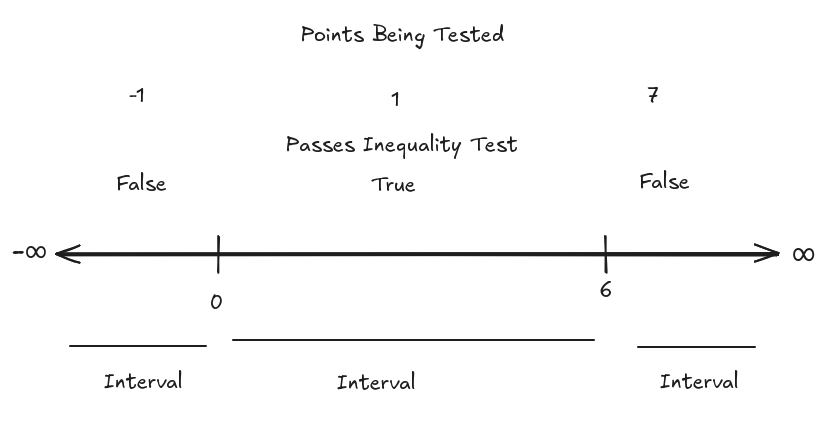 Points Being Tested
-1 1 7
Passes Inequality Test
False True False
-∞ ∞
0 6
Interval Interval Interval